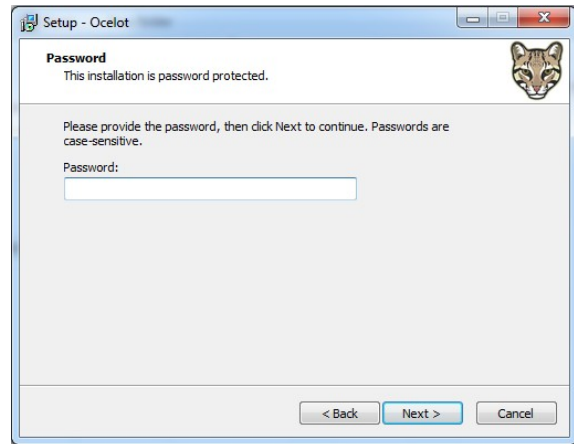 Setup - Ocelot
Password
This installation is password protected.
Please provide the password, then click Next to continue. Passwords are
case-sensitive.
Password:
< Back
Next >
Cancel